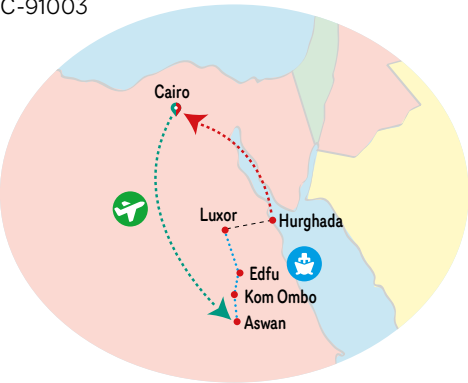 C-91003
Cairo
Luxor
Hurghada
Edfu
Kom Ombo
Aswan